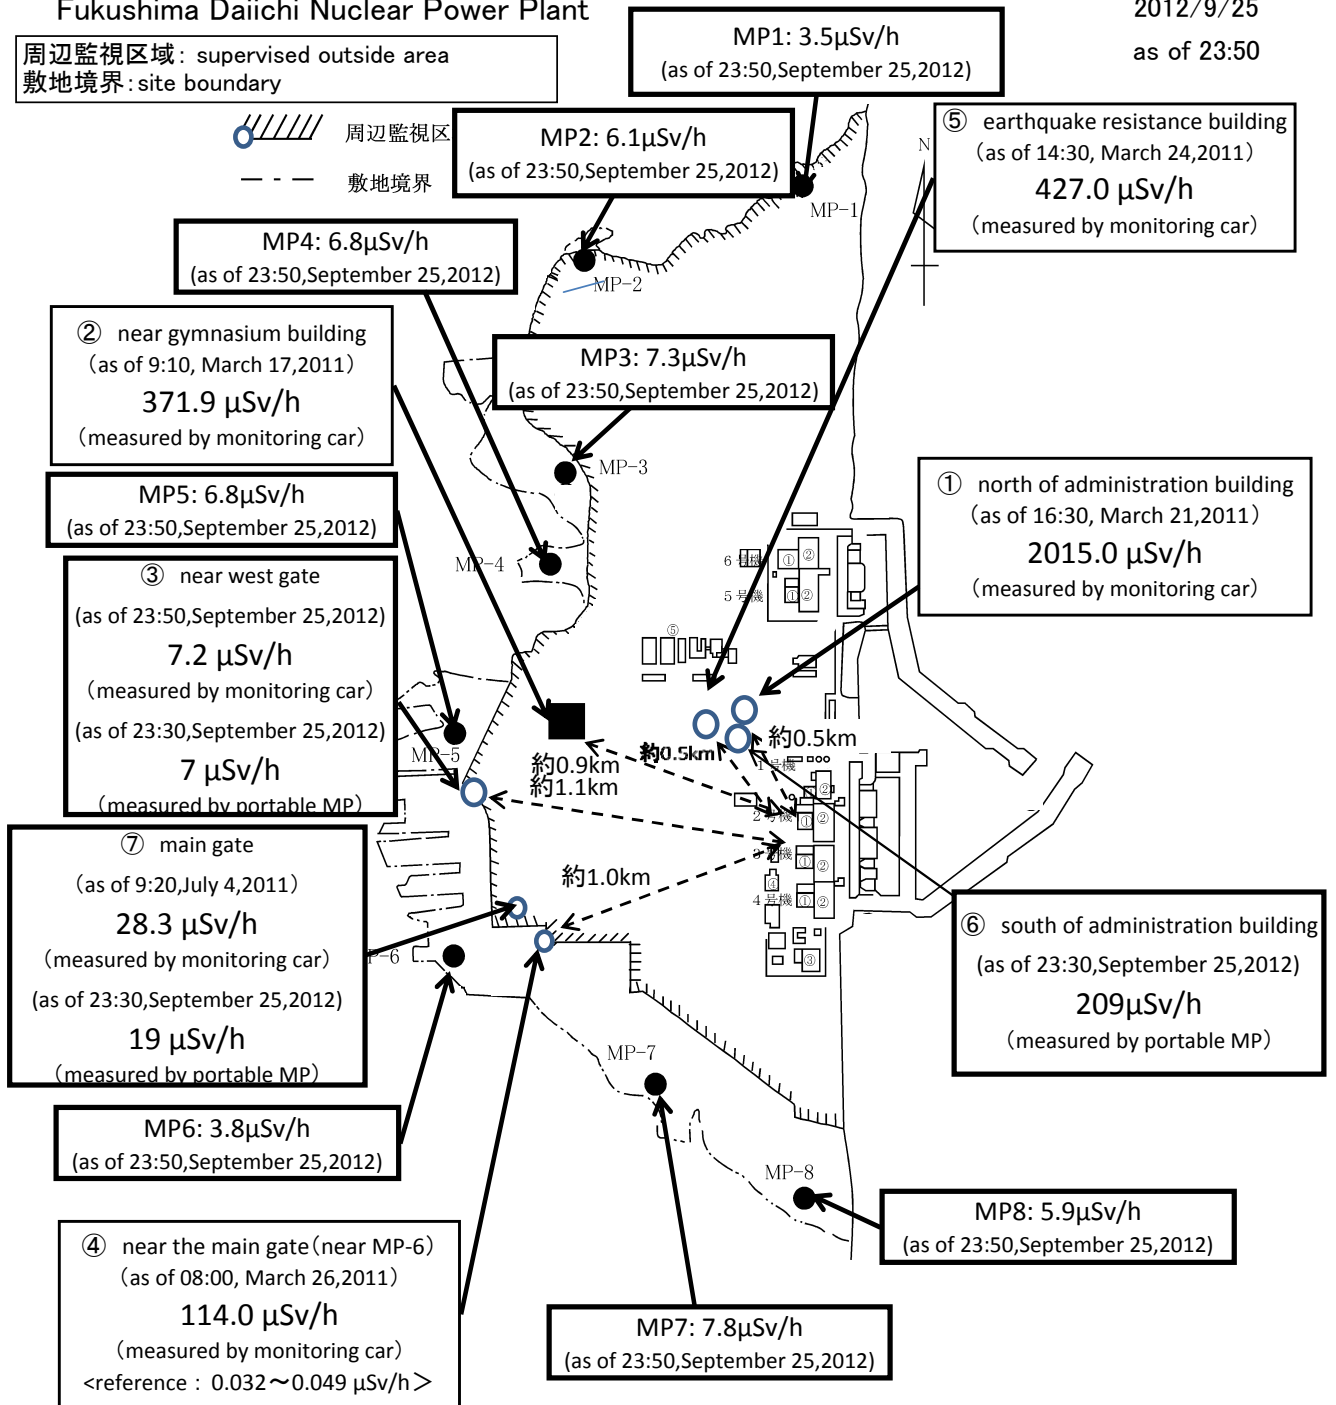 Fukushima Daiichi Nuclear Power Plant
2012/9/25
as of 23:50
周辺監視区域: supervised outside area
敷地境界:site boundary
周辺監視区
敷地境界
MP1: 3.5μSv/h
(as of 23:50,September 25,2012)
MP-1
MP2: 6.1μSv/h
(as of 23:50,September 25,2012)
MP-2
N
⑤ earthquake resistance building
(as of 14:30, March 24,2011)
427.0 μSv/h
(measured by monitoring car)
MP4: 6.8μSv/h
(as of 23:50,September 25,2012)
② near gymnasium building
(as of 9:10, March 17,2011)
371.9 μSv/h
(measured by monitoring car)
MP3: 7.3μSv/h
(as of 23:50,September 25,2012)
MP-3
MP5: 6.8μSv/h
(as of 23:50,September 25,2012)
① north of administration building
(as of 16:30, March 21,2011)
2015.0 μSv/h
(measured by monitoring car)
MP-4
6号機
① ②
5号機
① ②
⑤
③ near west gate
(as of 23:50,September 25,2012)
7.2 μSv/h
(measured by monitoring car)
(as of 23:30,September 25,2012)
7 μSv/h
(measured by portable MP)
MP-5
約0.9km
約1.1km
約0.5km
約0.5km
1号機
②
2号機
① ②
3号機
① ②
④
4号機
① ②
③
約1.0km
⑦ main gate
(as of 9:20,July 4,2011)
28.3 μSv/h
(measured by monitoring car)
(as of 23:30,September 25,2012)
19 μSv/h
(measured by portable MP)
P-6
⑥ south of administration building
(as of 23:30,September 25,2012)
209μSv/h
(measured by portable MP)
MP-7
MP6: 3.8μSv/h
(as of 23:50,September 25,2012)
MP-8
MP8: 5.9μSv/h
(as of 23:50,September 25,2012)
④ near the main gate(near MP-6)
(as of 08:00, March 26,2011)
114.0 μSv/h
(measured by monitoring car)
<reference : 0.032～0.049 μSv/h>
MP7: 7.8μSv/h
(as of 23:50,September 25,2012)